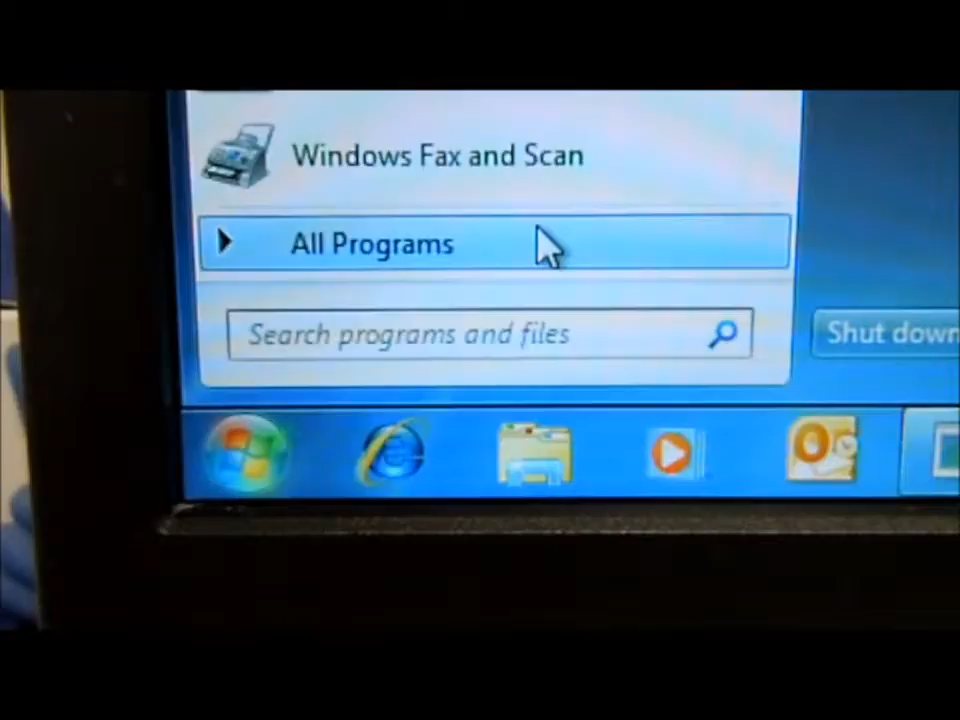 Windows Fax and Scan
All Programs
Search programs and files
Shut down